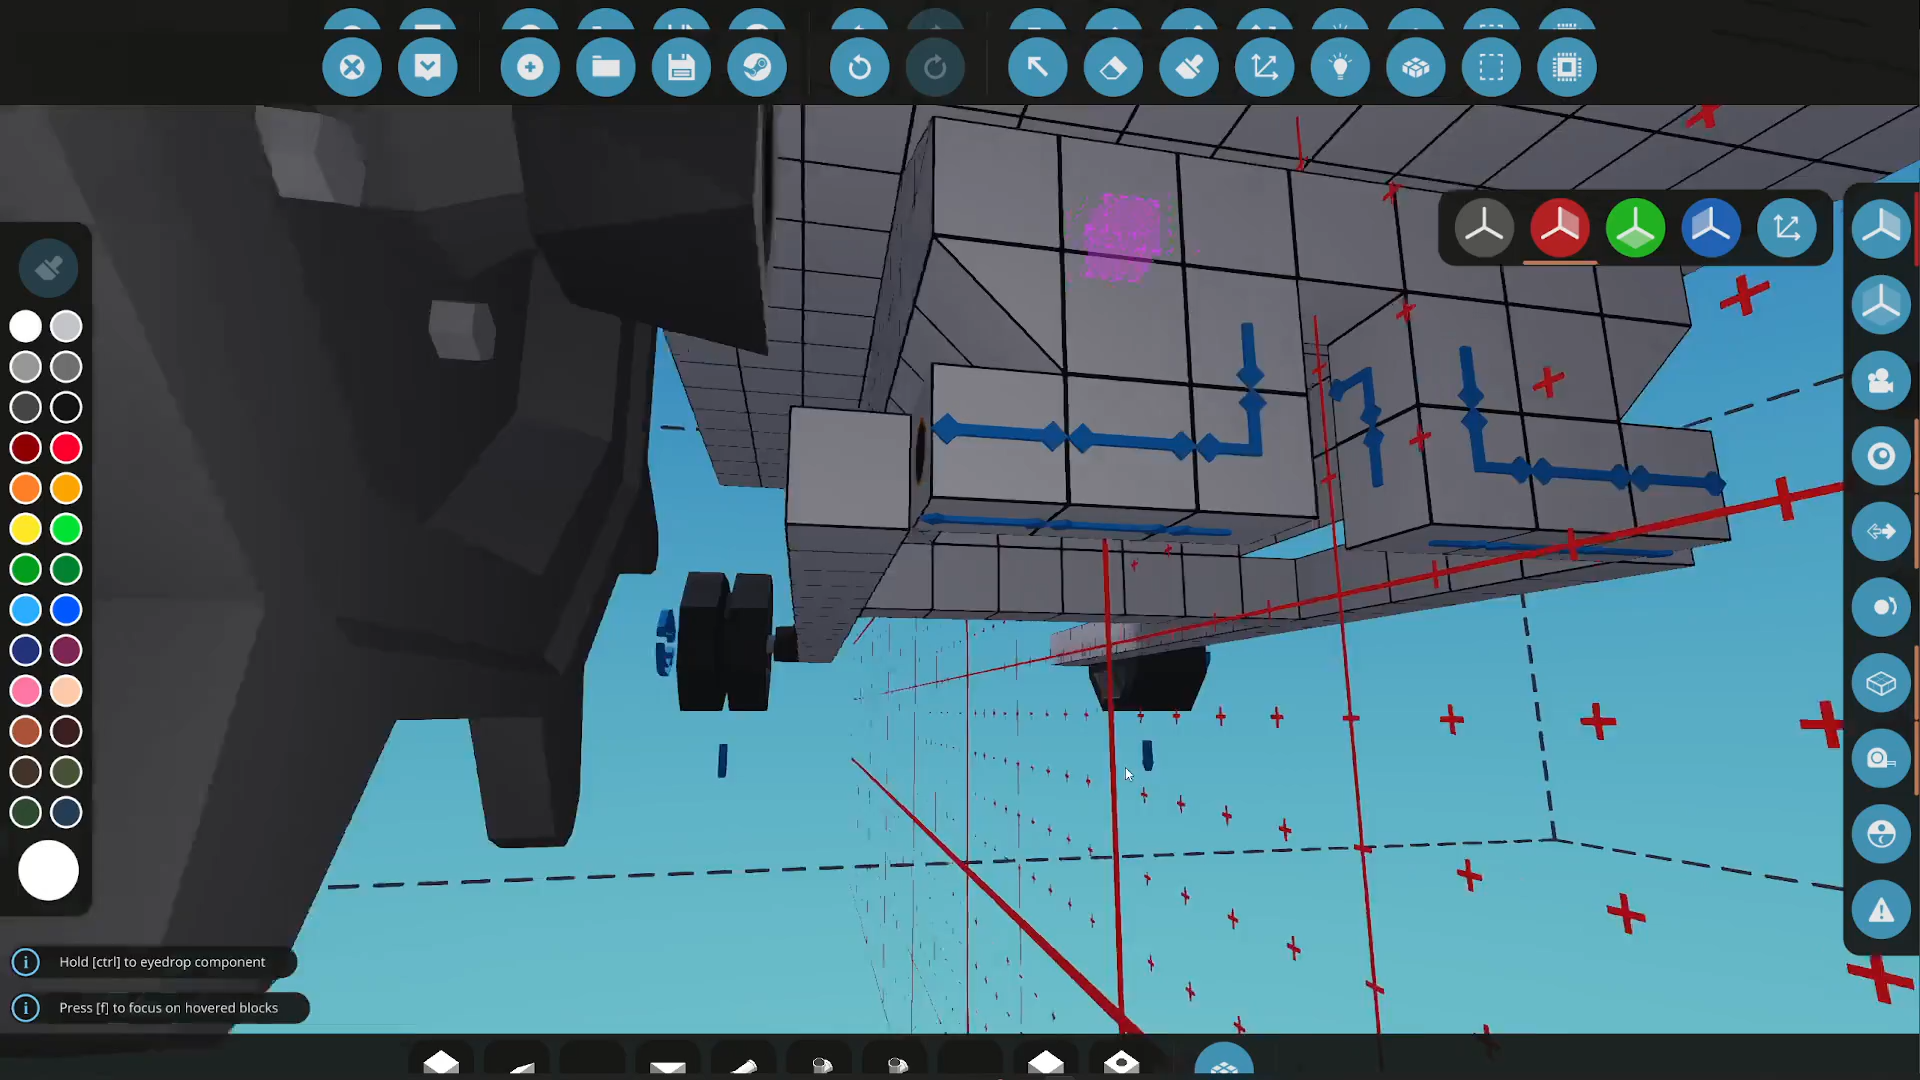 Hold [ctrl] to eyedrop component
Press [f] to focus on hovered blocks